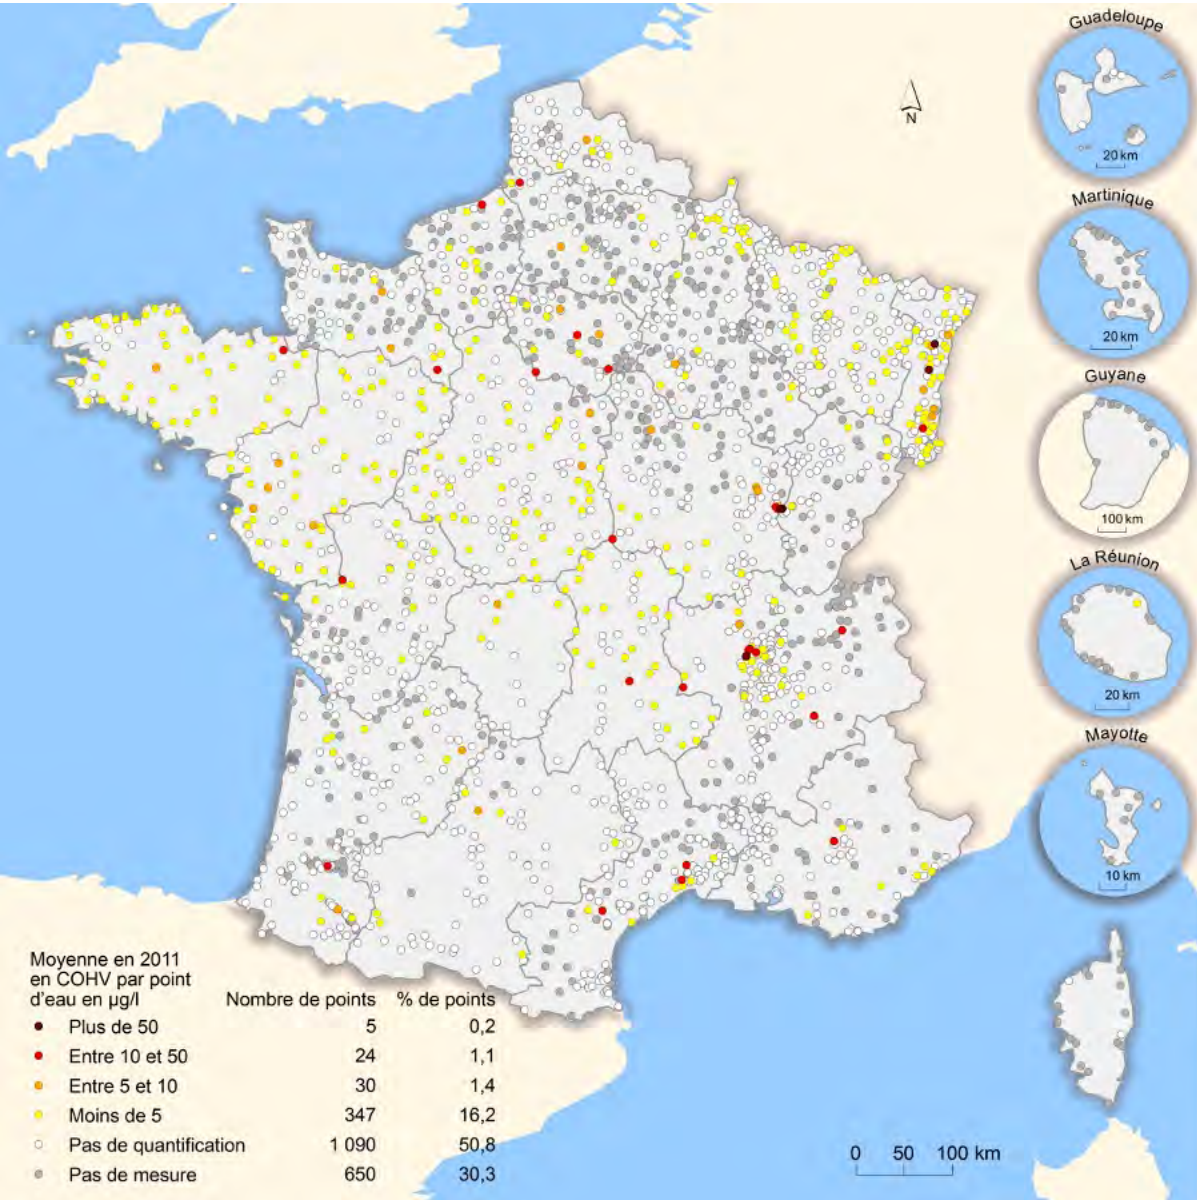 Guadeloupe
20 km
N
Martinique
20 km
Guyane
100 km
La Réunion
20 km
Mayotte
10 km
Moyenne en 2011
en COHV par point
d'eau en µg/l
Nombre de points
% de points
Plus de 50 5 0,2
Entre 10 et 50 24 1,1
Entre 5 et 10 30 1,4
Moins de 5 347 16,2
Pas de quantification 1 090 50,8
Pas de mesure 650 30,3
0 50 100 km